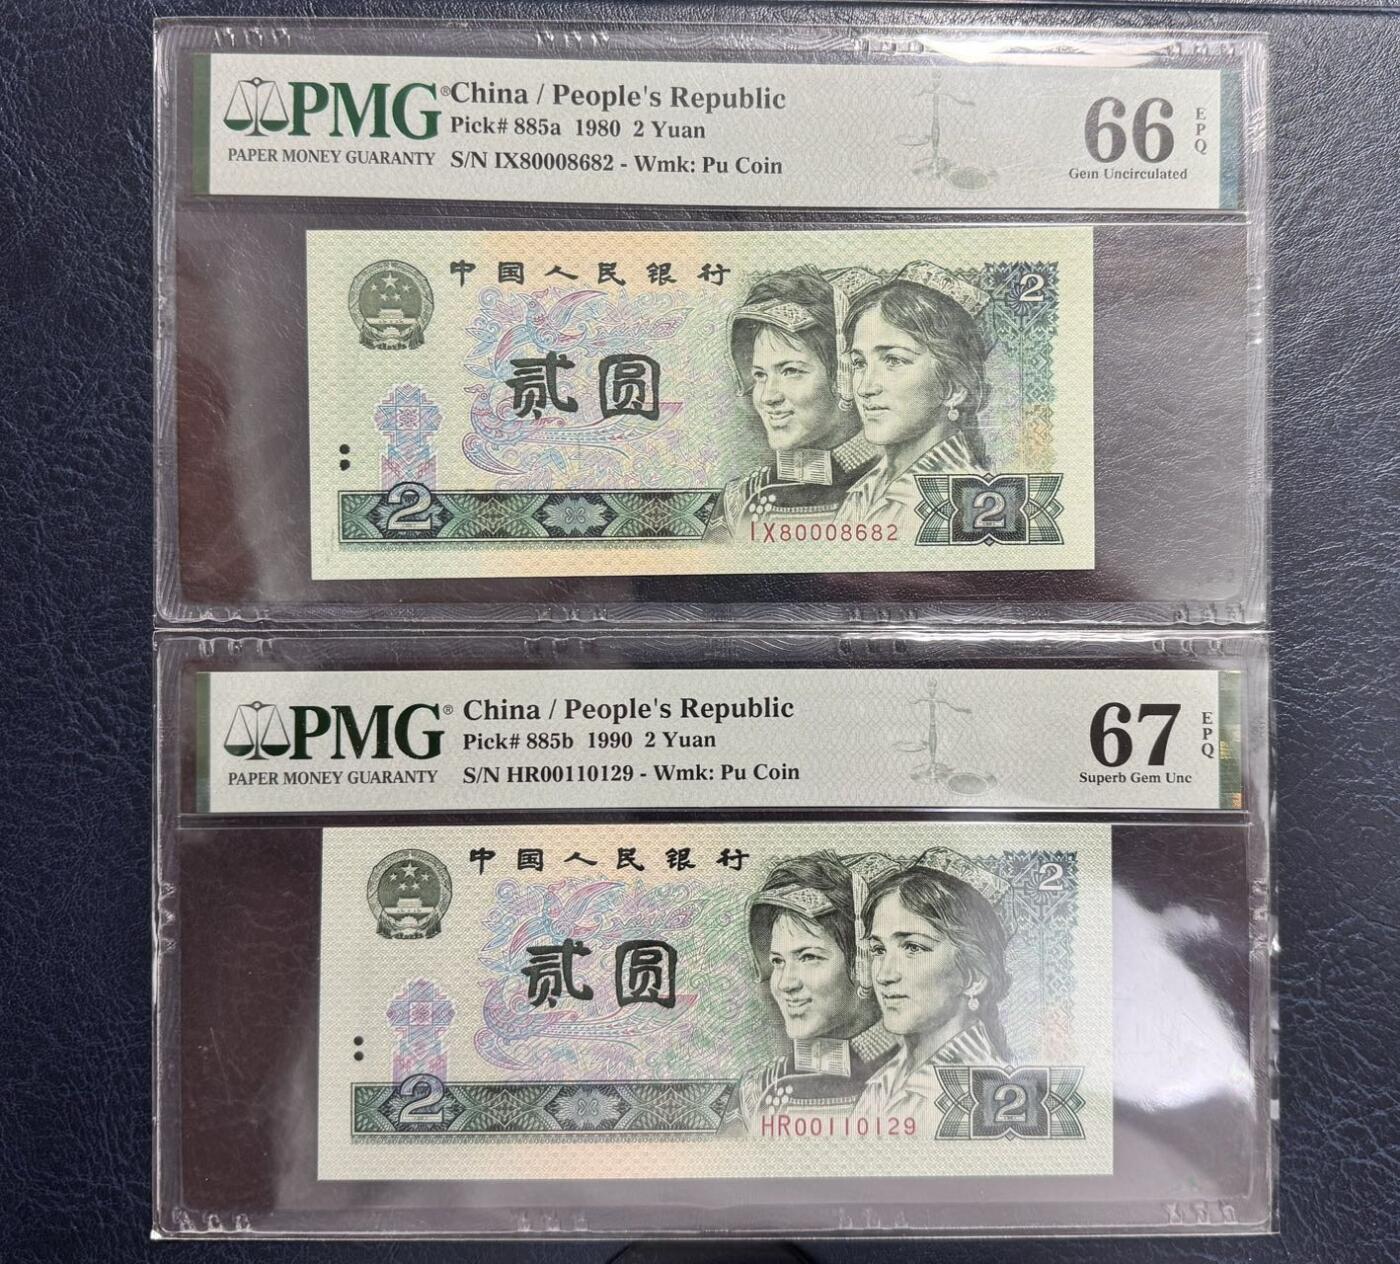 PMG®
PAPER MONEY GUARANTY
China / People's Republic
Pick# 885a 1980 2 Yuan
S/N IX80008682 - Wmk: Pu Coin
66
EPQ
Gem Uncirculated
中国人民银行
2
贰圆
2
2
IX80008682
PMG®
PAPER MONEY GUARANTY
China / People's Republic
Pick# 885b 1990 2 Yuan
S/N HR00110129 - Wmk: Pu Coin
67
EPQ
Superb Gem Unc
中国人民银行
2
贰圆
2
2
HR00110129